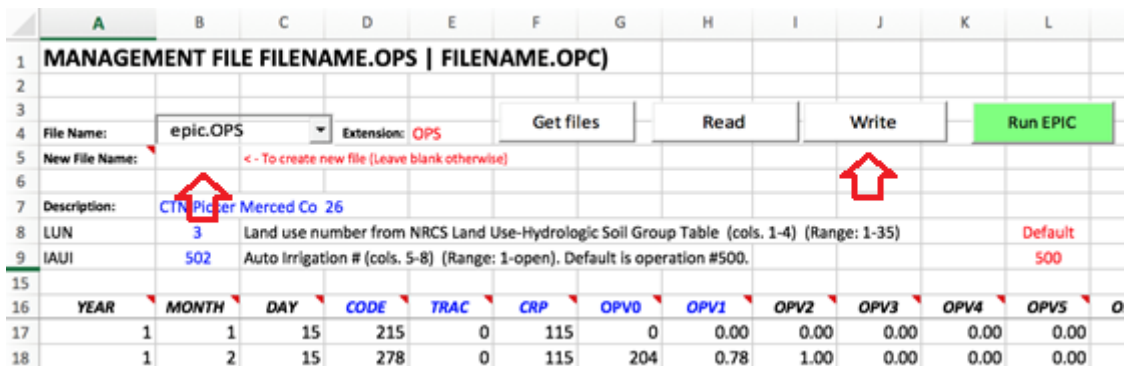 A B C D E F G H I J K L
1 MANAGEMENT FILE FILENAME.OPS | FILENAME.OPC)
2
3
4 File Name: epic.OPS Extension: OPS Get files Read Write Run EPIC
5 New File Name: < - To create new file (Leave blank otherwise)
6
7 Description: CTN Picker Merced Co 26
8 LUN 3 Land use number from NRCS Land Use-Hydrologic Soil Group Table (cols. 1-4) (Range: 1-35) Default
9 IAUI 502 Auto Irrigation # (cols. 5-8) (Range: 1-open). Default is operation #500. 500
15
16 YEAR MONTH DAY CODE TRAC CRP OPV0 OPV1 OPV2 OPV3 OPV4 OPV5 O
17 1 1 15 215 0 115 0 0.00 0.00 0.00 0.00 0.00
18 1 2 15 278 0 115 204 0.78 1.00 0.00 0.00 0.00